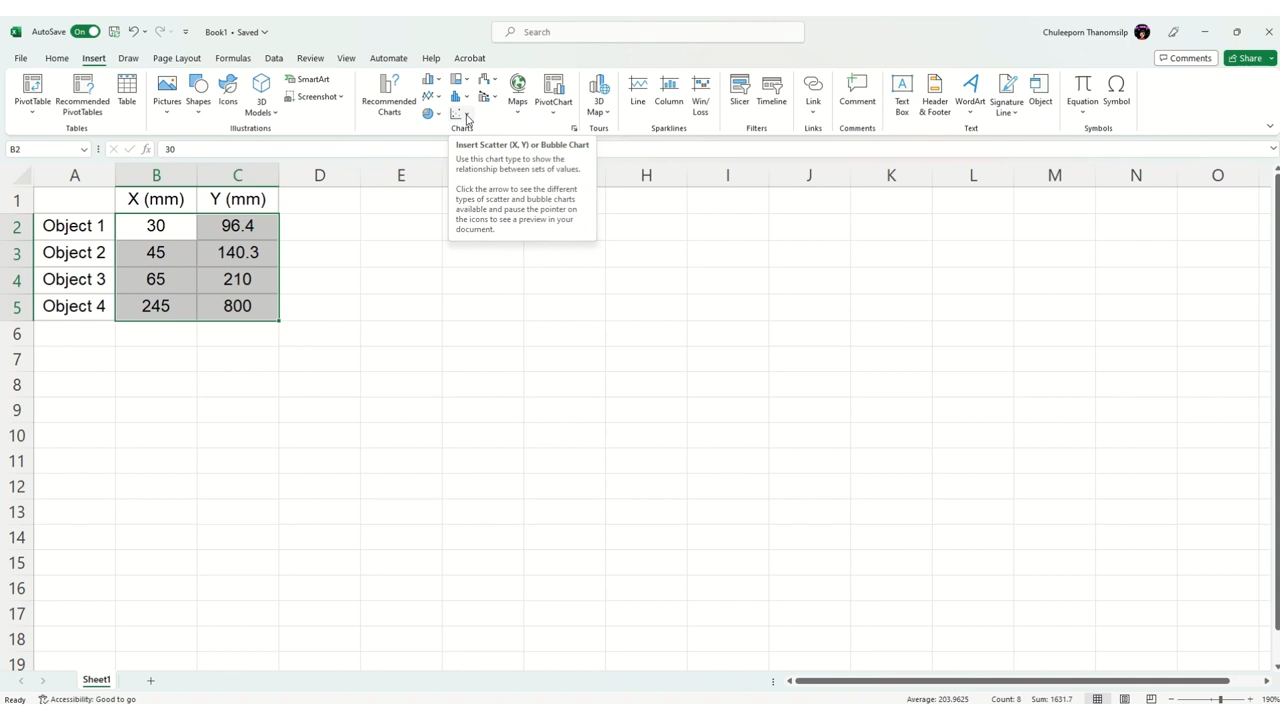 AutoSave On Book1 • Saved Search Chuleeporn Thanomsilp
File Home Insert Draw Page Layout Formulas Data Review View Automate Help Acrobat Comments Share
PivotTable Recommended PivotTables Table Pictures Shapes Icons 3D Models SmartArt Screenshot Recommended Charts Maps PivotChart 3D Map Line Column Win/Loss Slicer Timeline Link Comment Text Box Header & Footer WordArt Signature Line Object Equation Symbol
Tables Illustrations Charts Tours Sparklines Filters Links Comments Text Symbols
B2 fx 30
Insert Scatter (X, Y) or Bubble Chart
Use this chart type to show the
relationship between sets of values.
Click the arrow to see the different
types of scatter and bubble charts
available and pause the pointer on
the icons to see a preview in your
document.
A B C D E H I J K L M N O
1 X (mm) Y (mm)
2 Object 1 30 96.4
3 Object 2 45 140.3
4 Object 3 65 210
5 Object 4 245 800
6
7
8
9
10
11
12
13
14
15
16
17
18
19
Sheet1
Ready Accessibility: Good to go Average: 203.9625 Count: 8 Sum: 1631.7 190%